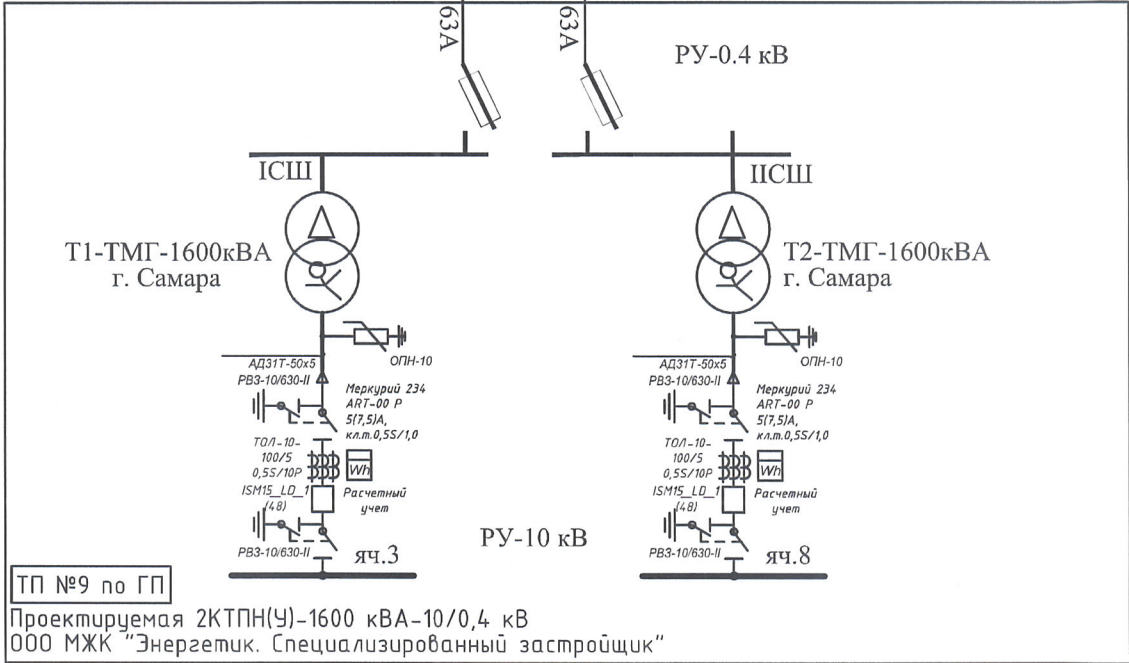 63А
63А
РУ-0.4 кВ
IСШ
IIСШ
Т1-ТМГ-1600кВА
г. Самара
Т2-ТМГ-1600кВА
г. Самара
ОПН-10
АД31Т-50х5
РВЗ-10/630-II
Меркурий 234
ART-00 P
5(7,5)А,
кл.т.0,5S/1,0
ТОЛ-10-
100/5
0,5S/10P
Wh
ISM15_LD_1
(48)
Расчетный
учет
РВЗ-10/630-II
яч.3
РУ-10 кВ
ОПН-10
АД31Т-50х5
РВЗ-10/630-II
Меркурий 234
ART-00 P
5(7,5)А,
кл.т.0,5S/1,0
ТОЛ-10-
100/5
0,5S/10P
Wh
ISM15_LD_1
(48)
Расчетный
учет
РВЗ-10/630-II
яч.8
ТП №9 по ГП
Проектируемая 2КТПН(У)-1600 кВА-10/0,4 кВ
ООО МЖК "Энергетик. Специализированный застройщик"